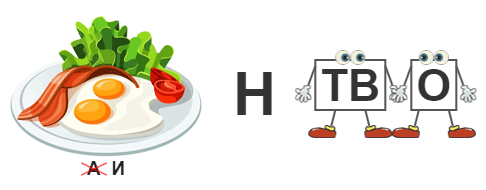 Н ТВ О
А И